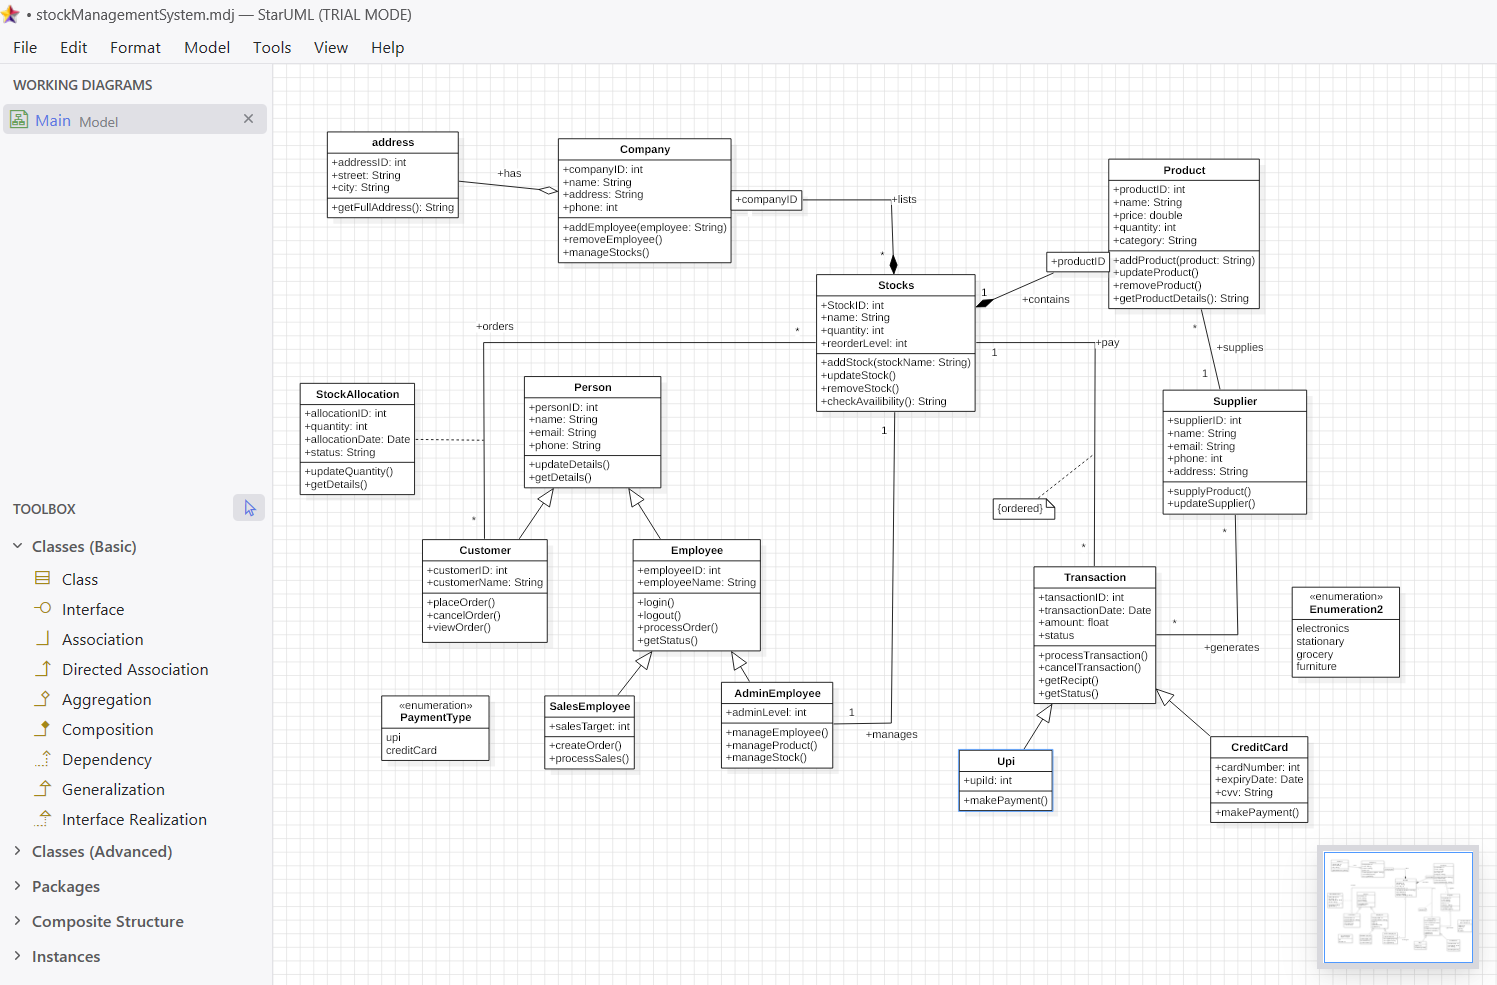 • stockManagementSystem.mdj — StarUML (TRIAL MODE)
File Edit Format Model Tools View Help
WORKING DIAGRAMS
Main Model
TOOLBOX
Classes (Basic)
Class
Interface
Association
Directed Association
Aggregation
Composition
Dependency
Generalization
Interface Realization
Classes (Advanced)
Packages
Composite Structure
Instances
address
+addressID: int
+street: String
+city: String
+getFullAddress(): String
+has
Company
+companyID: int
+name: String
+address: String
+phone: int
+addEmployee(employee: String)
+removeEmployee()
+manageStocks()
+companyID
+lists
*
Product
+productID: int
+name: String
+price: double
+quantity: int
+category: String
+addProduct(product: String)
+updateProduct()
+removeProduct()
+getProductDetails(): String
+productID
1
+contains
Stocks
+StockID: int
+name: String
+quantity: int
+reorderLevel: int
+addStock(stockName: String)
+updateStock()
+removeStock()
+checkAvailibility(): String
+orders
*
*
+pay
1
*
*
+supplies
1
Supplier
+supplierID: int
+name: String
+email: String
+phone: int
+address: String
+supplyProduct()
+updateSupplier()
StockAllocation
+allocationID: int
+quantity: int
+allocationDate: Date
+status: String
+updateQuantity()
+getDetails()
Person
+personID: int
+name: String
+email: String
+phone: String
+updateDetails()
+getDetails()
1
{ordered}
Customer
+customerID: int
+customerName: String
+placeOrder()
+cancelOrder()
+viewOrder()
Employee
+employeeID: int
+employeeName: String
+login()
+logout()
+processOrder()
+getStatus()
Transaction
+tansactionID: int
+transactionDate: Date
+amount: float
+status
+processTransaction()
+cancelTransaction()
+getRecipt()
+getStatus()
*
*
+generates
«enumeration»
Enumeration2
electronics
stationary
grocery
furniture
«enumeration»
PaymentType
upi
creditCard
SalesEmployee
+salesTarget: int
+createOrder()
+processSales()
AdminEmployee
+adminLevel: int
+manageEmployee()
+manageProduct()
+manageStock()
1
+manages
Upi
+upiId: int
+makePayment()
CreditCard
+cardNumber: int
+expiryDate: Date
+cvv: String
+makePayment()